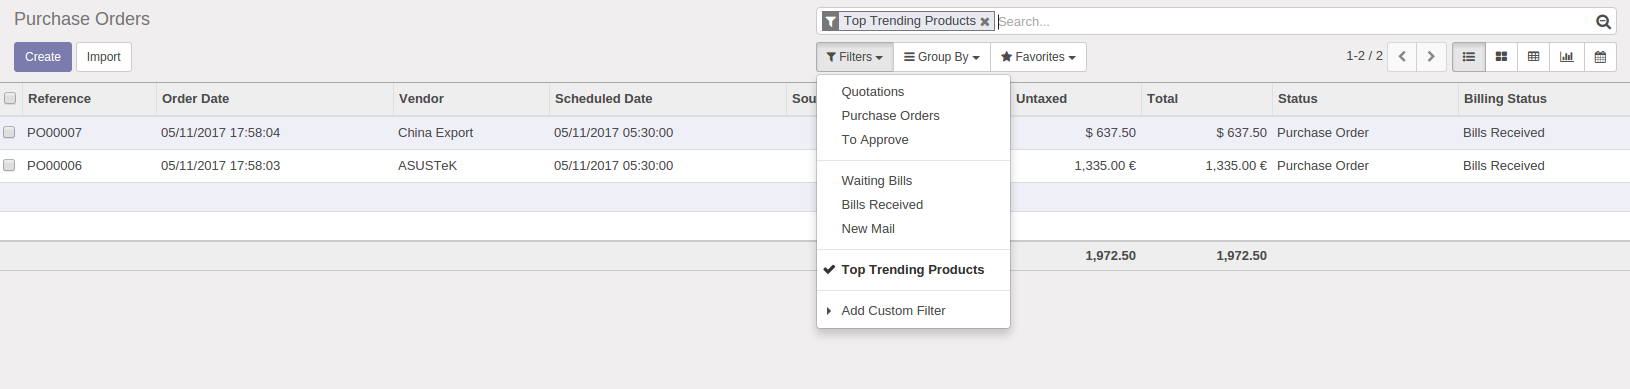 Purchase Orders
Top Trending Products Search...
Create Import
Filters Group By Favorites 1-2 / 2
Reference Order Date Vendor Scheduled Date Sou Untaxed Total Status Billing Status
PO00007 05/11/2017 17:58:04 China Export 05/11/2017 05:30:00 $ 637.50 $ 637.50 Purchase Order Bills Received
PO00006 05/11/2017 17:58:03 ASUSTeK 05/11/2017 05:30:00 1,335.00 € 1,335.00 € Purchase Order Bills Received
1,972.50 1,972.50
Quotations
Purchase Orders
To Approve
Waiting Bills
Bills Received
New Mail
Top Trending Products
Add Custom Filter